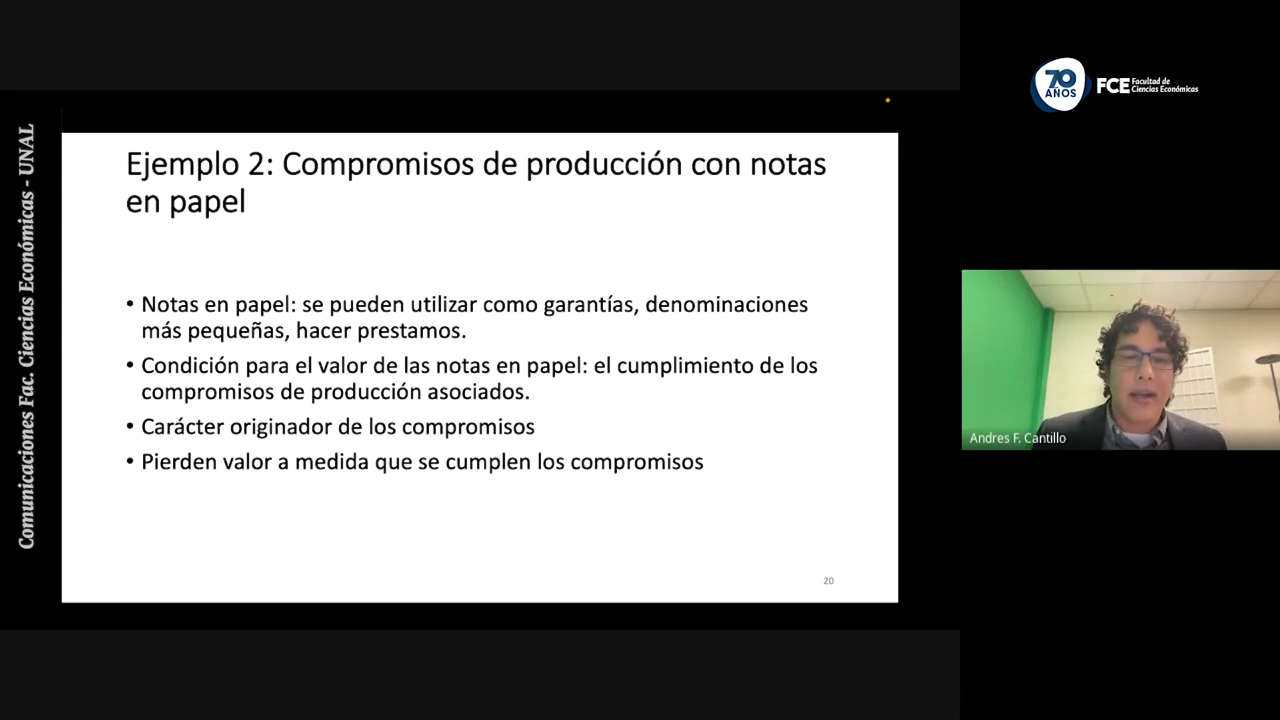 Comunicaciones Fac. Ciencias Económicas - UNAL
Ejemplo 2: Compromisos de producción con notas
en papel
• Notas en papel: se pueden utilizar como garantías, denominaciones
más pequeñas, hacer prestamos.
• Condición para el valor de las notas en papel: el cumplimiento de los
compromisos de producción asociados.
• Carácter originador de los compromisos
• Pierden valor a medida que se cumplen los compromisos
20
70
AÑOS
FCE
Facultad de
Ciencias Económicas
Andres F. Cantillo